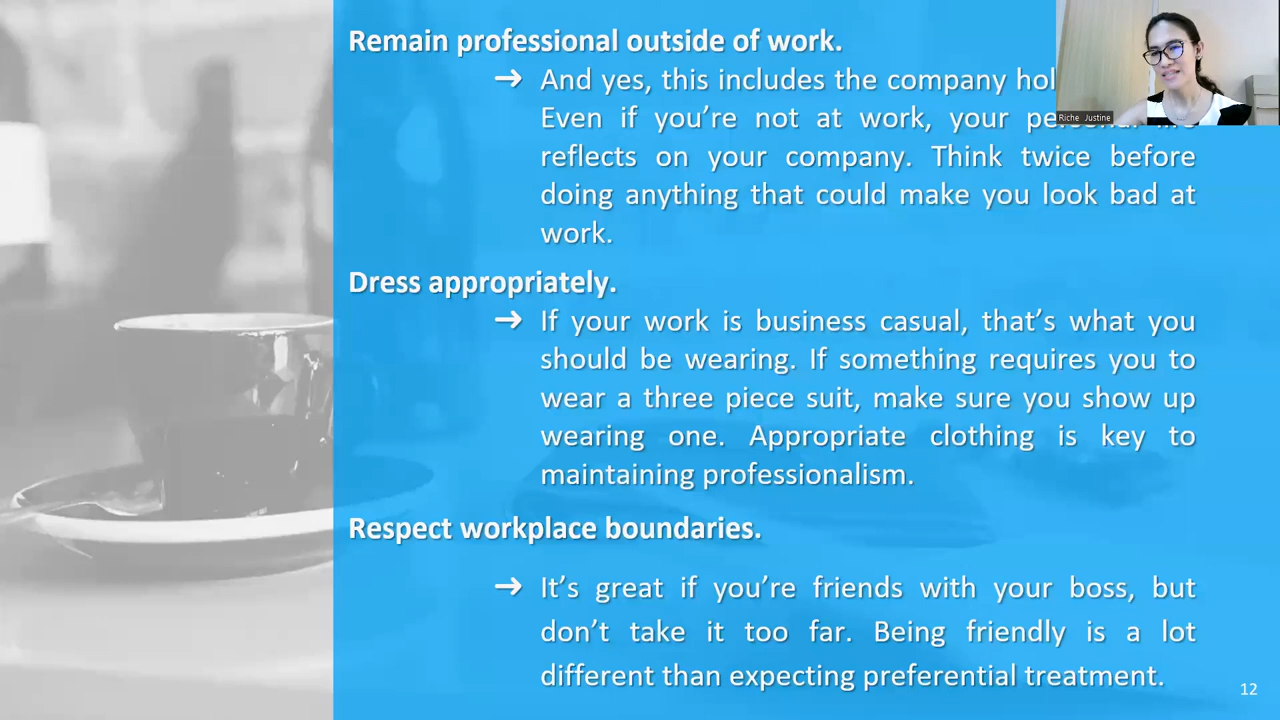 Remain professional outside of work.
➜ And yes, this includes the company hol
Even if you're not at work, your
reflects on your company. Think twice before
doing anything that could make you look bad at
work.
Dress appropriately.
➜ If your work is business casual, that's what you
should be wearing. If something requires you to
wear a three piece suit, make sure you show up
wearing one. Appropriate clothing is key to
maintaining professionalism.
Respect workplace boundaries.
➜ It's great if you're friends with your boss, but
don't take it too far. Being friendly is a lot
different than expecting preferential treatment.
Riche Justine
12